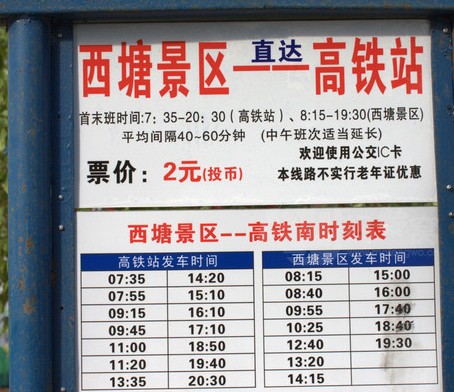 西塘景区——高铁站
直达
首末班时间:7：35-20：30（高铁站）、8:15-19:30(西塘景区)
平均间隔40~60分钟 (中午班次适当延长)
欢迎使用公交IC卡
票价：2元(投币) 本线路不实行老年证优惠
西塘景区--高铁南时刻表
高铁站发车时间 西塘景区发车时间
07:35 14:20 08:15 15:00
07:55 15:10 08:40 16:00
09:15 16:10 09:55 17:40
09:45 17:10 10:25 18:40
11:00 18:50 12:40 19:30
11:20 19:40 13:20
13:35 20:30 14:15